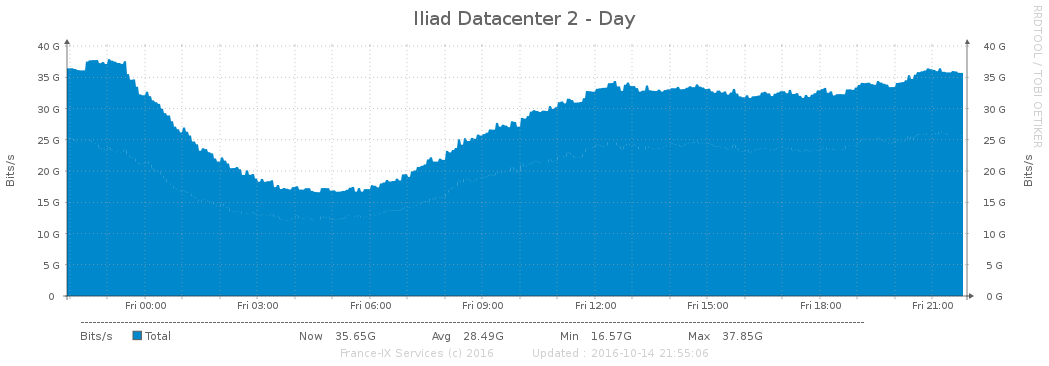 Iliad Datacenter 2 - Day
RRDTOOL / TOBI OETIKER
Bits/s
Bits/s
40 G 40 G
35 G 35 G
30 G 30 G
25 G 25 G
20 G 20 G
15 G 15 G
10 G 10 G
5 G 5 G
0 0 G
Fri 00:00 Fri 03:00 Fri 06:00 Fri 09:00 Fri 12:00 Fri 15:00 Fri 18:00 Fri 21:00
Bits/s Total Now 35.65G Avg 28.49G Min 16.57G Max 37.85G
France-IX Services (c) 2016 Updated : 2016-10-14 21:55:06